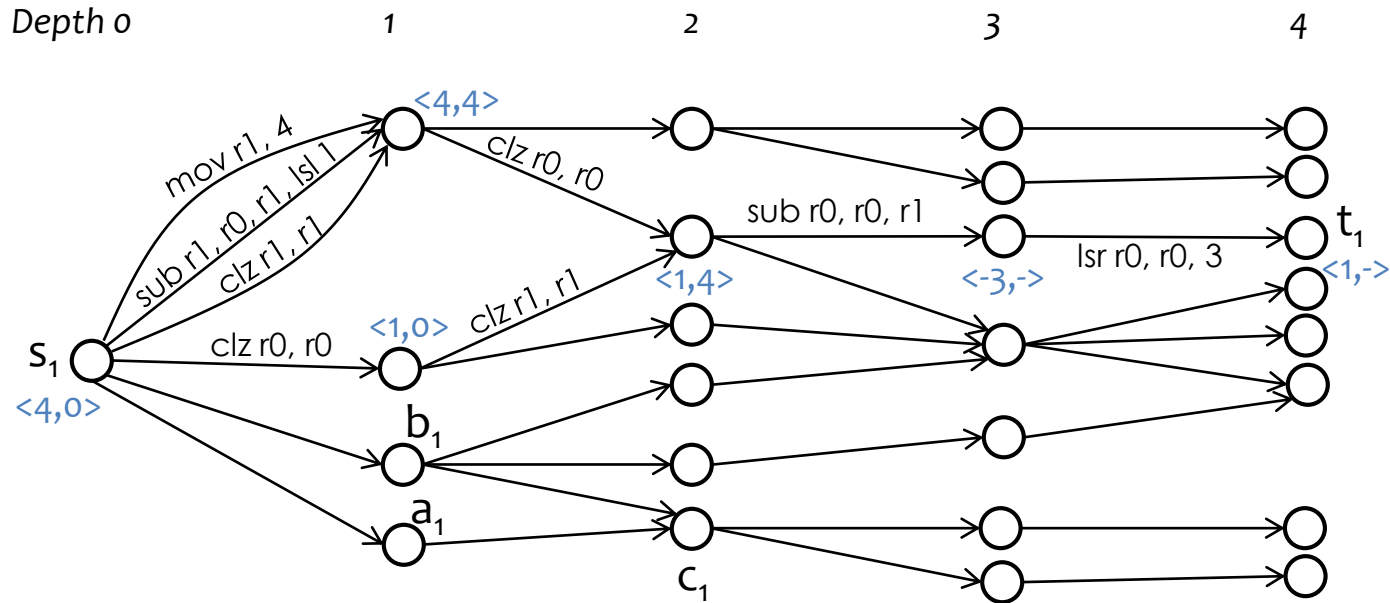 Depth 0 1 2 3 4
<4,4>
mov r1, 4
sub r1, r0, r1, lsl 1
clz r1, r1
clz r0, r0
clz r0, r0
clz r1, r1
sub r0, r0, r1
lsr r0, r0, 3
t₁
<1,->
<-3,->
<1,4>
<1,0>
s₁
<4,0>
b₁
a₁
c₁